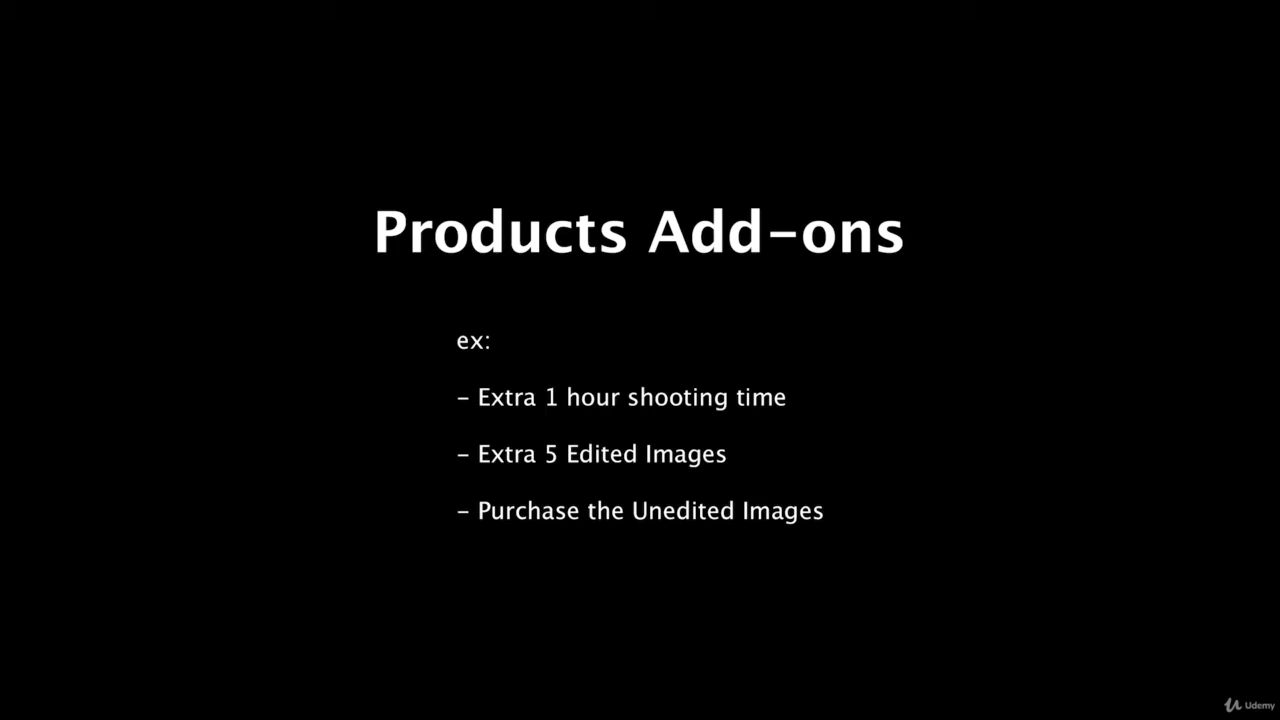 Products Add-ons
ex:
- Extra 1 hour shooting time
- Extra 5 Edited Images
- Purchase the Unedited Images
Udemy